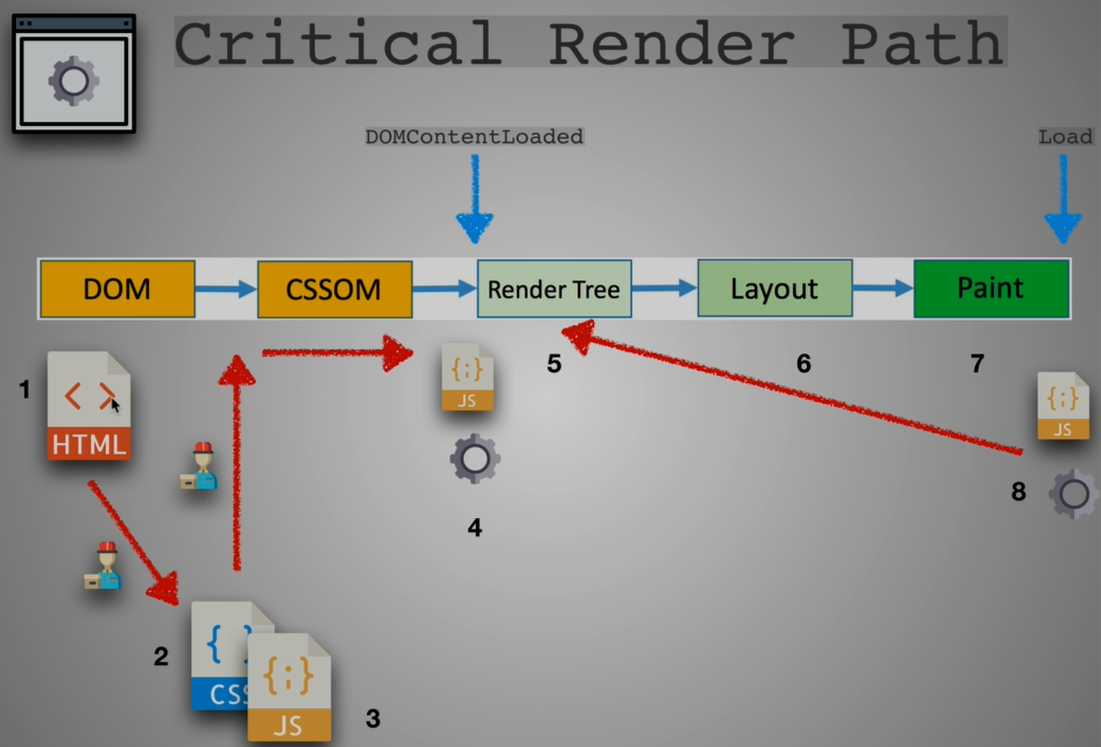 Critical Render Path
DOMContentLoaded
Load
DOM
CSSOM
Render Tree
Layout
Paint
1
HTML
{;}
JS
5
6
7
{;}
JS
8
4
2
{ }
CSS
{;}
JS
3